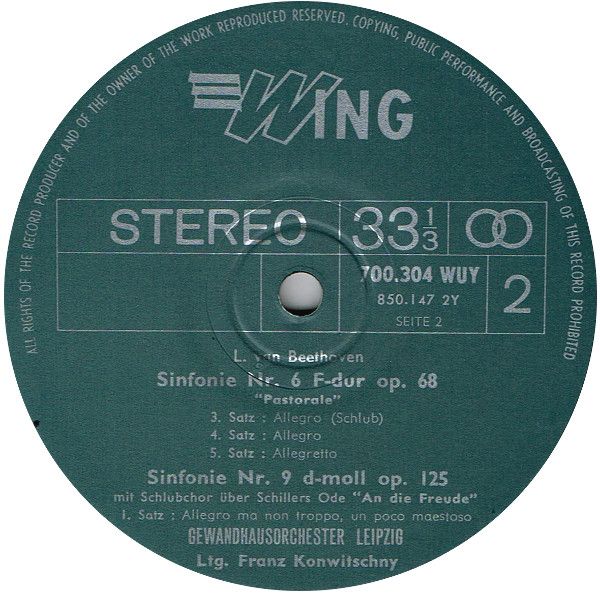 ALL RIGHTS OF THE RECORD PRODUCER AND OF THE OWNER OF THE WORK REPRODUCED RESERVED. COPYING, PUBLIC PERFORMANCE AND BROADCASTING OF THIS RECORD PROHIBITED
WING
STEREO 33 1/3
700.304 WUY
850.147 2Y
SEITE 2
2
L. van Beethoven
Sinfonie Nr. 6 F-dur op. 68
"Pastorale"
3. Satz : Allegro (Schlub)
4. Satz : Allegro
5. Satz : Allegretto
Sinfonie Nr. 9 d-moll op. 125
mit Schlubchor über Schillers Ode "An die Freude"
1. Satz : Allegro ma non troppo, un poco maestoso
GEWANDHAUSORCHESTER LEIPZIG
Ltg. Franz Konwitschny